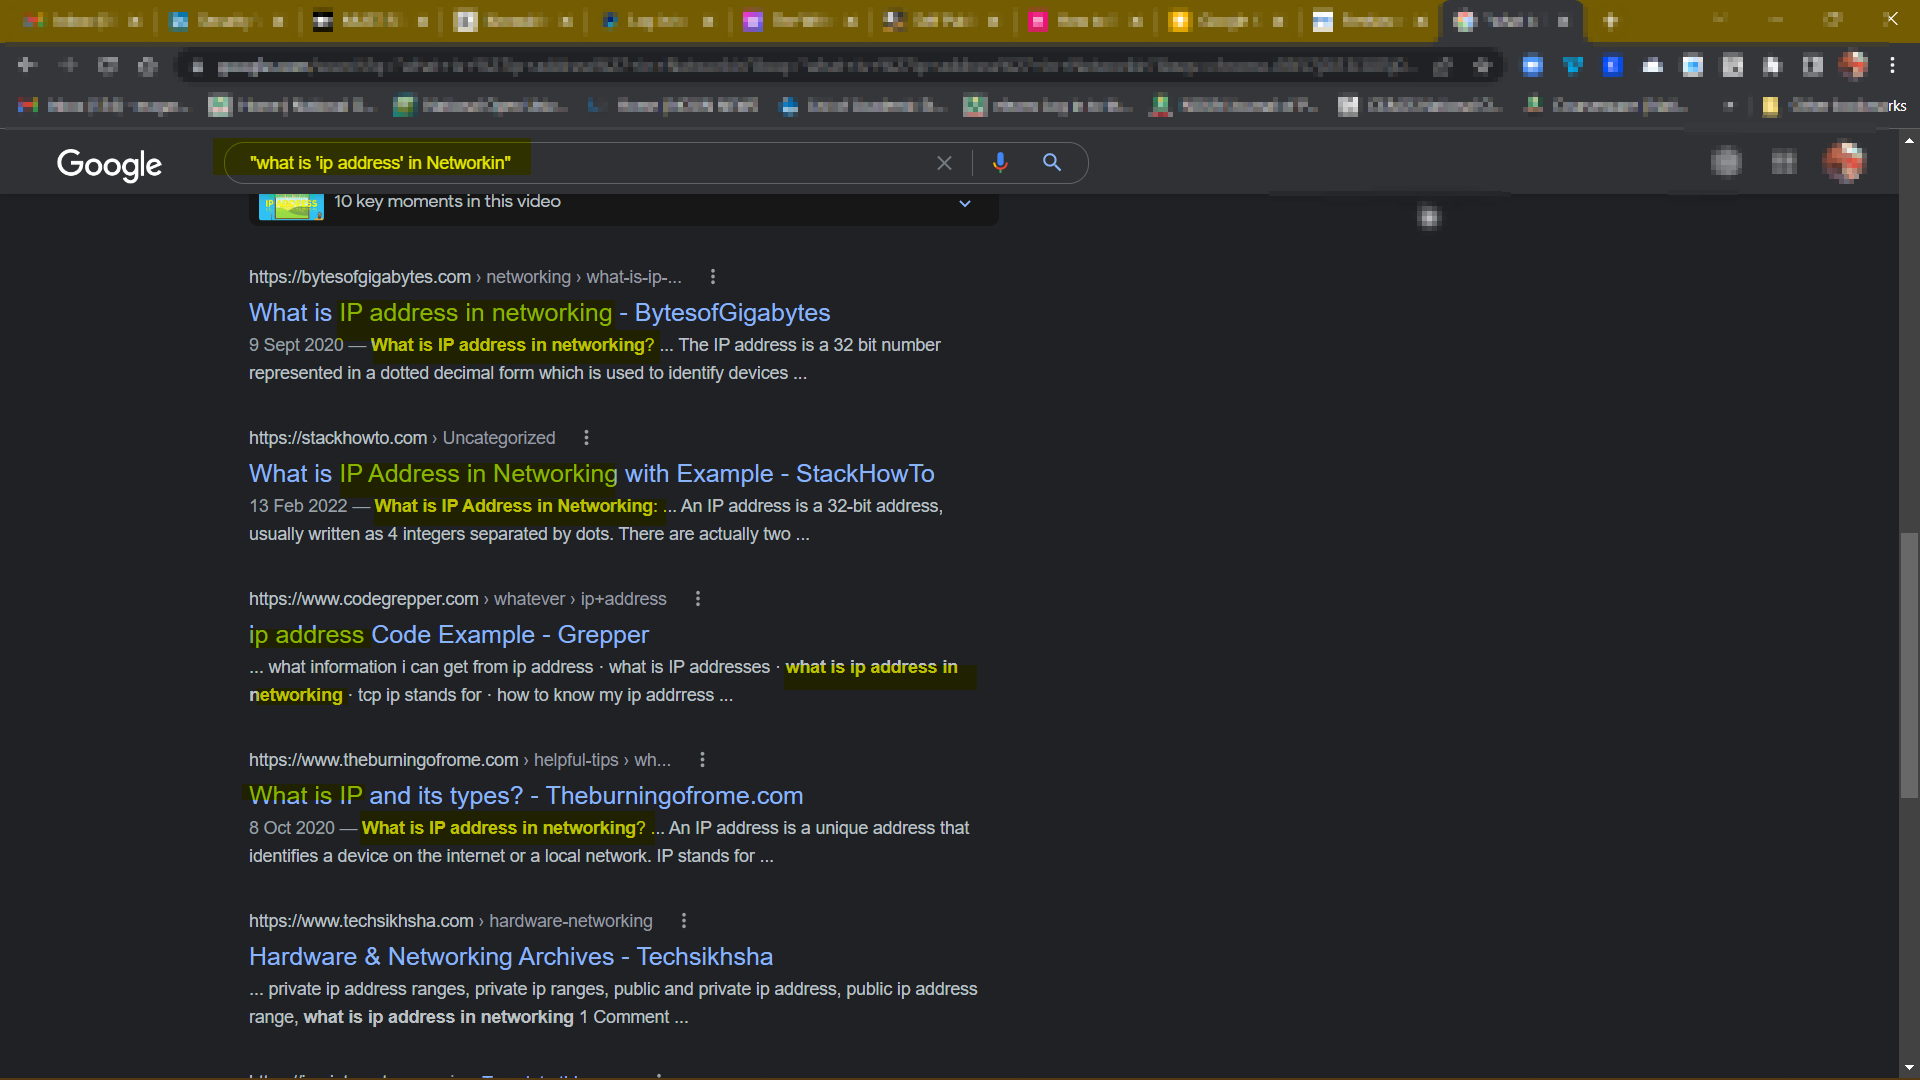 rks
Google
"what is 'ip address' in Networkin"
IP ADDRESS
10 key moments in this video
https://bytesofgigabytes.com › networking › what-is-ip-...
What is IP address in networking - BytesofGigabytes
9 Sept 2020 — What is IP address in networking? ... The IP address is a 32 bit number
represented in a dotted decimal form which is used to identify devices ...
https://stackhowto.com › Uncategorized
What is IP Address in Networking with Example - StackHowTo
13 Feb 2022 — What is IP Address in Networking: ... An IP address is a 32-bit address,
usually written as 4 integers separated by dots. There are actually two ...
https://www.codegrepper.com › whatever › ip+address
ip address Code Example - Grepper
... what information i can get from ip address · what is IP addresses · what is ip address in
networking · tcp ip stands for · how to know my ip addrress ...
https://www.theburningofrome.com › helpful-tips › wh...
What is IP and its types? - Theburningofrome.com
8 Oct 2020 — What is IP address in networking? ... An IP address is a unique address that
identifies a device on the internet or a local network. IP stands for ...
https://www.techsikhsha.com › hardware-networking
Hardware & Networking Archives - Techsikhsha
... private ip address ranges, private ip ranges, public and private ip address, public ip address
range, what is ip address in networking 1 Comment ...